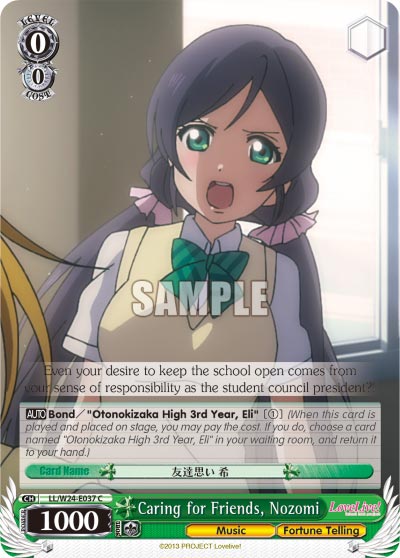 LEVEL
0
0
COST
SAMPLE
Even your desire to keep the school open comes from
your sense of responsibility as the student council president?!
AUTO Bond／"Otonokizaka High 3rd Year, Eli" [①] (When this card is
played and placed on stage, you may pay the cost. If you do, choose a card
named "Otonokizaka High 3rd Year, Eli" in your waiting room, and return it
to your hand.)
Card Name
友達思い 希
CH LL/W24-E037 C
Caring for Friends, Nozomi
LoveLive!
POWER
1000
Music
Fortune Telling
©2013 PROJECT Lovelive!